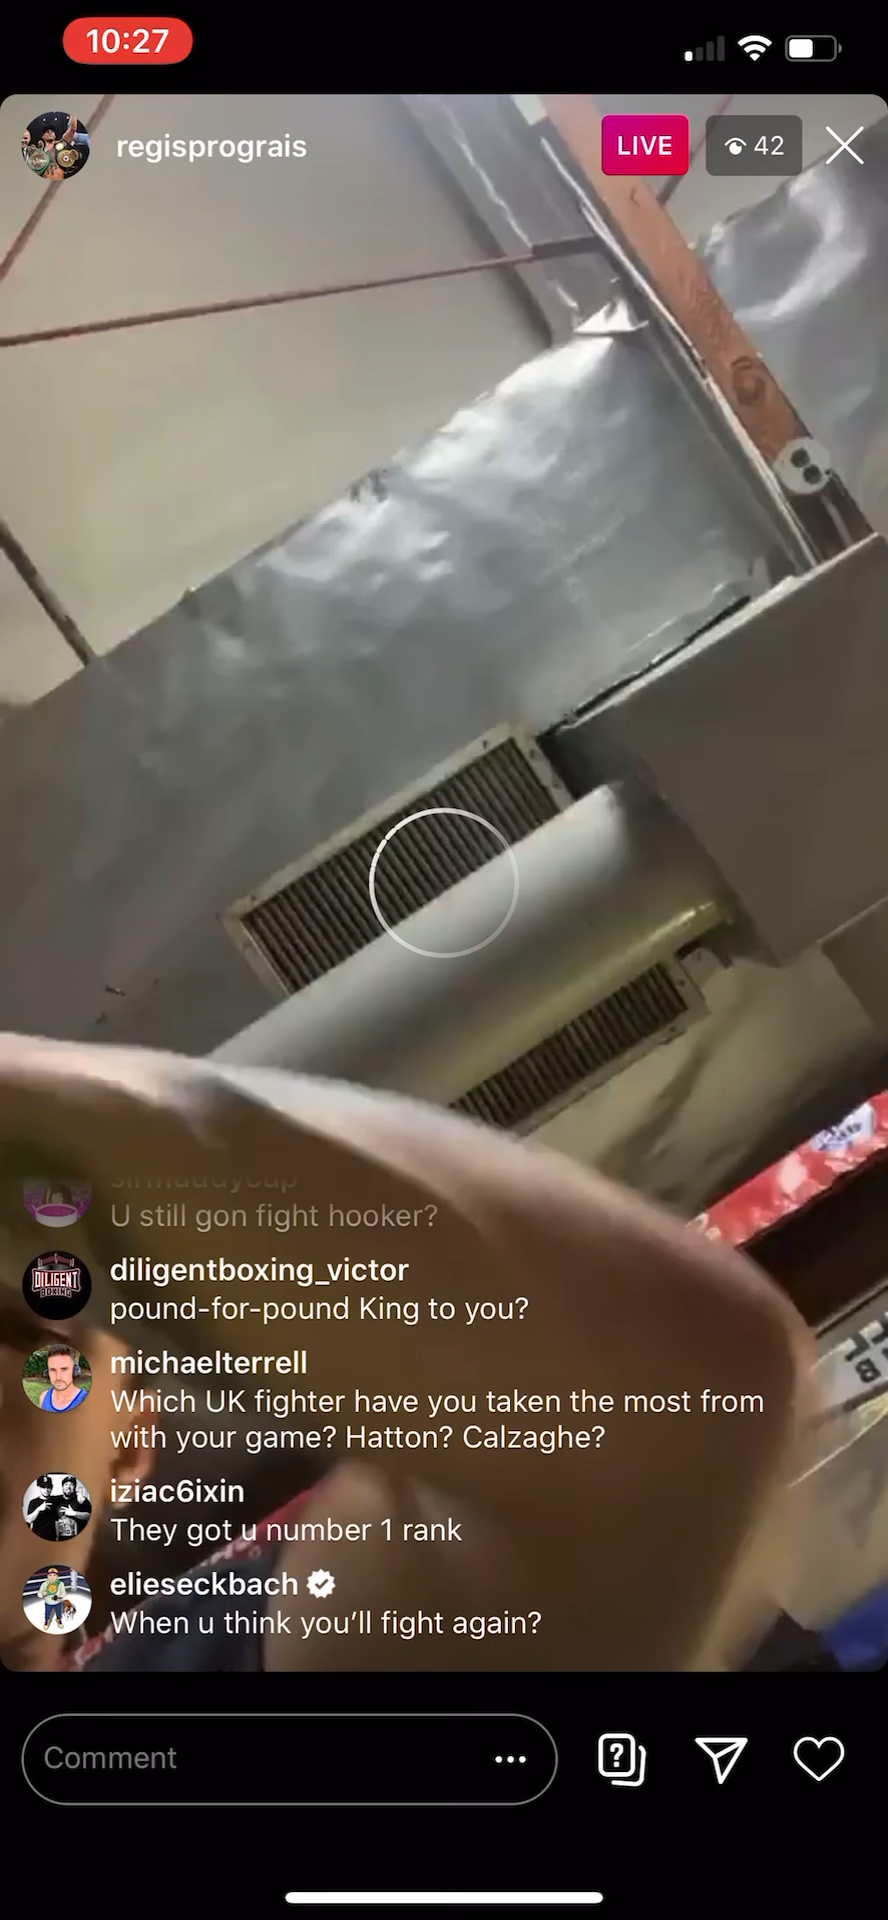 10:27
regisprograis
LIVE
42
U still gon fight hooker?
DILIGENT
BOXING
diligentboxing_victor
pound-for-pound King to you?
michaelterrell
Which UK fighter have you taken the most from
with your game? Hatton? Calzaghe?
iziac6ixin
They got u number 1 rank
elieseckbach
When u think you’ll fight again?
Comment